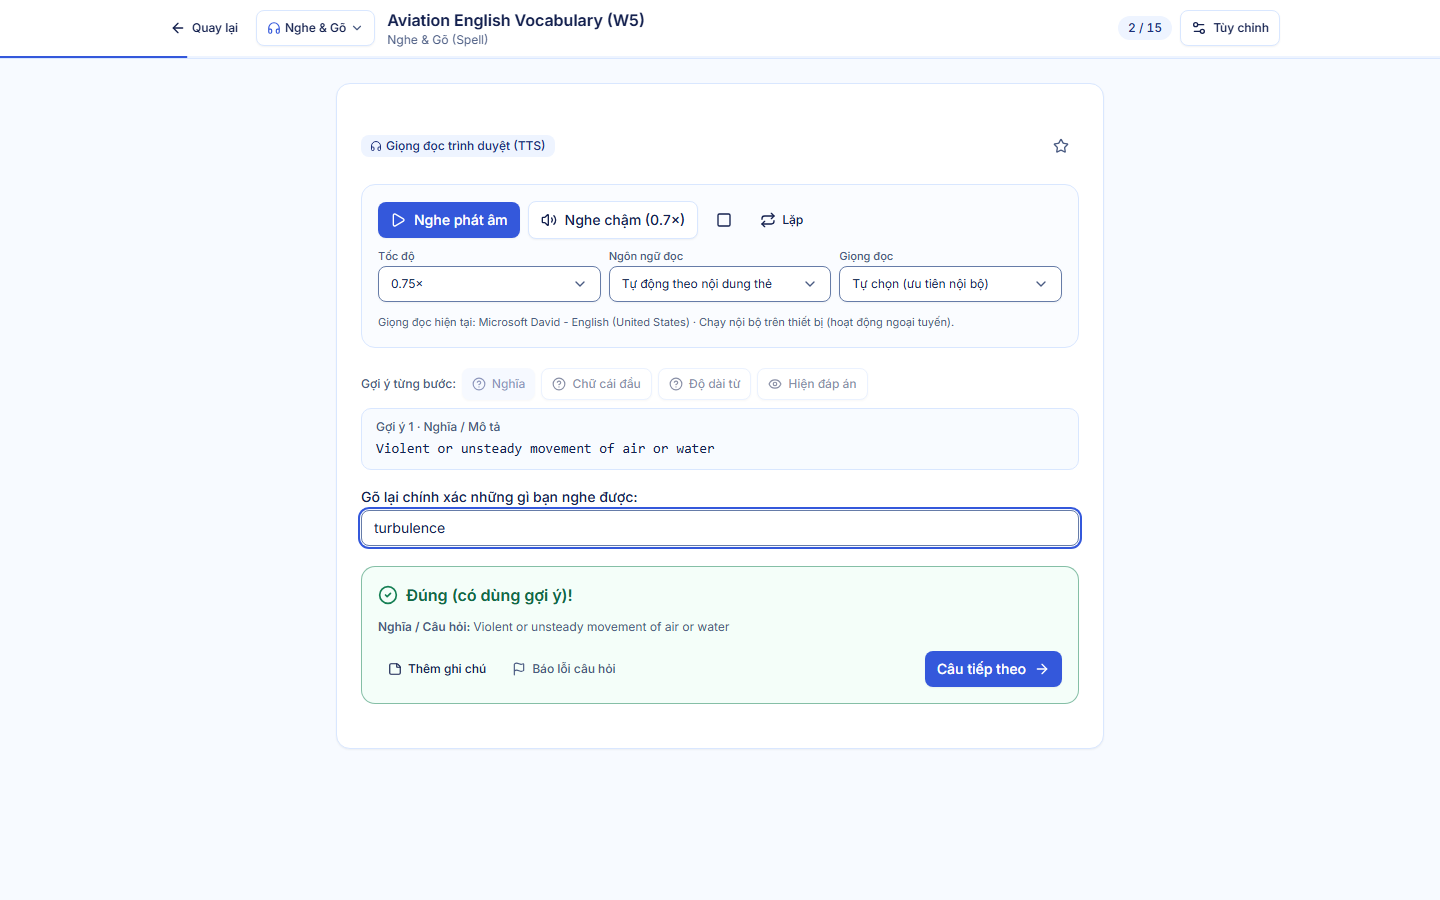 Quay lại
Nghe & Gõ
Aviation English Vocabulary (W5)
Nghe & Gõ (Spell)
2 / 15
Tùy chỉnh
Giọng đọc trình duyệt (TTS)
Nghe phát âm
Nghe chậm (0.7×)
Lặp
Tốc độ
Ngôn ngữ đọc
Giọng đọc
0.75×
Tự động theo nội dung thẻ
Tự chọn (ưu tiên nội bộ)
Giọng đọc hiện tại: Microsoft David - English (United States) · Chạy nội bộ trên thiết bị (hoạt động ngoại tuyến).
Gợi ý từng bước:
Nghĩa
Chữ cái đầu
Độ dài từ
Hiện đáp án
Gợi ý 1 · Nghĩa / Mô tả
Violent or unsteady movement of air or water
Gõ lại chính xác những gì bạn nghe được:
turbulence
Đúng (có dùng gợi ý)!
Nghĩa / Câu hỏi: Violent or unsteady movement of air or water
Thêm ghi chú
Báo lỗi câu hỏi
Câu tiếp theo